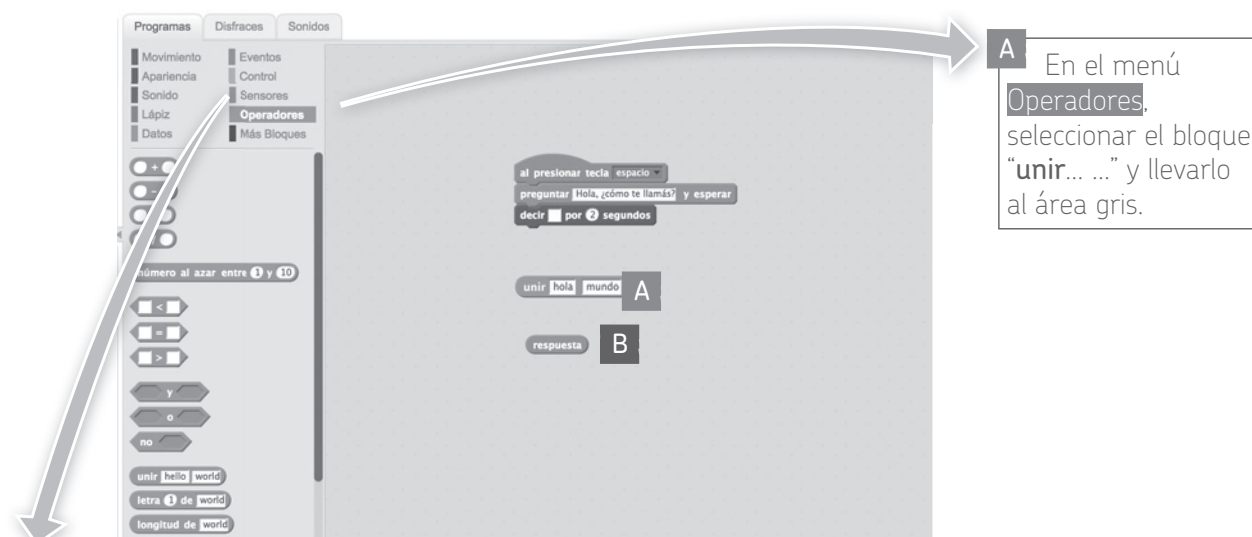 Programas Disfraces Sonidos
Movimiento Eventos
Apariencia Control
Sonido Sensores
Lápiz Operadores
Datos Más Bloques
+
-
número al azar entre 1 y 10
<
=
>
y
o
no
unir hello world
letra 1 de world
longitud de world
al presionar tecla espacio
preguntar Hola, ¿cómo te llamás? y esperar
decir por 2 segundos
unir hola mundo A
respuesta B
A
En el menú
Operadores,
seleccionar el bloque
“unir... ...” y llevarlo
al área gris.